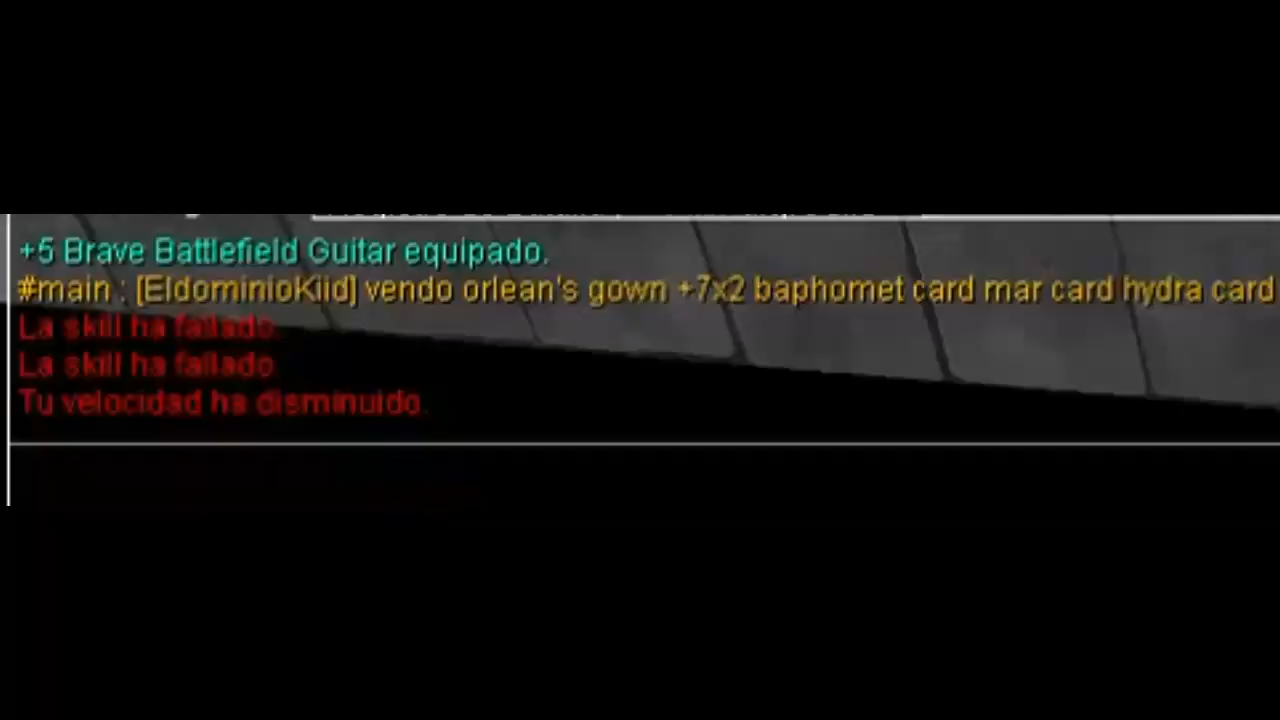 +5 Brave Battlefield Guitar equipado.
#main : [EldominioKiid] vendo orlean's gown +7x2 baphomet card mar card hydra card
La skill ha fallado.
La skill ha fallado.
Tu velocidad ha disminuido.